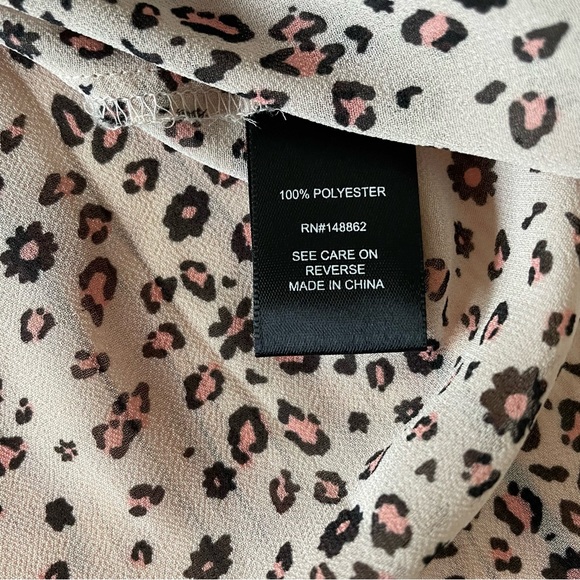 100% POLYESTER
RN#148862
SEE CARE ON
REVERSE
MADE IN CHINA